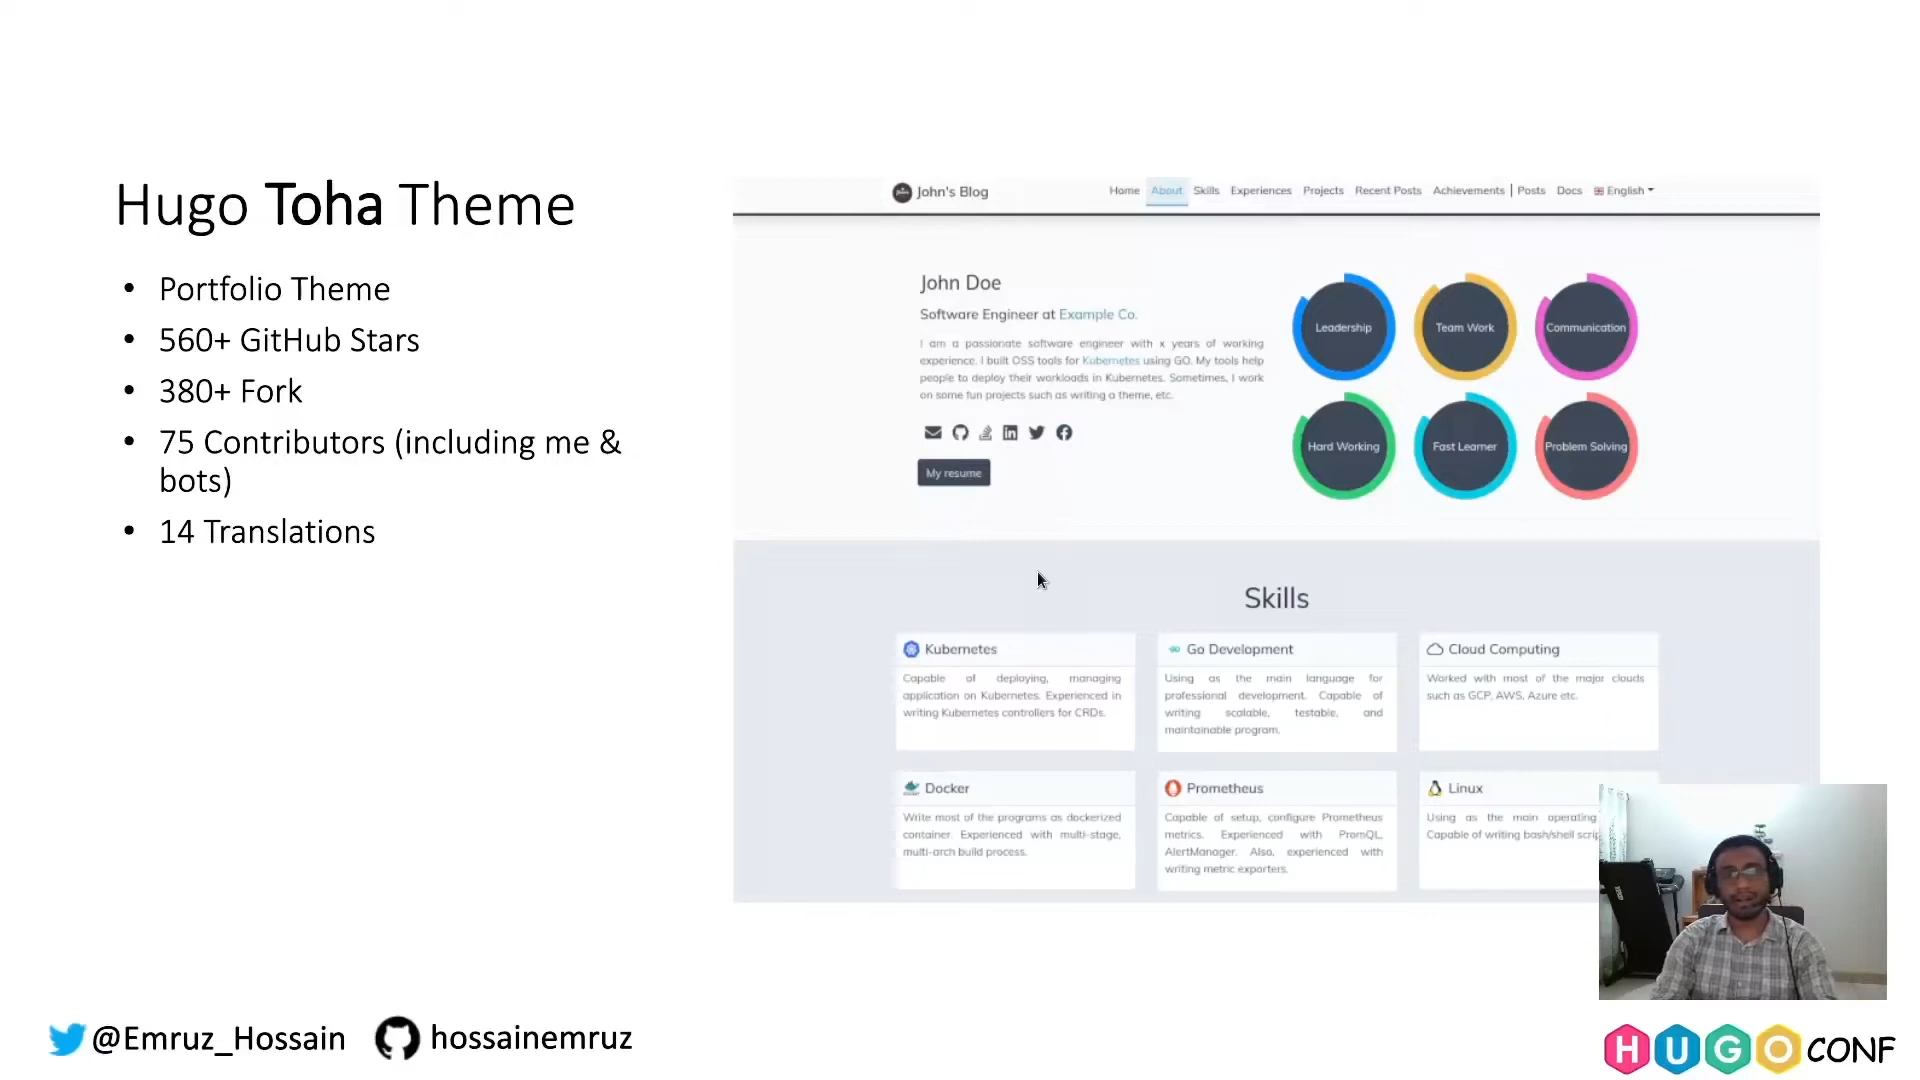 Hugo Toha Theme
• Portfolio Theme
• 560+ GitHub Stars
• 380+ Fork
• 75 Contributors (including me &
bots)
• 14 Translations
John's Blog
Home About Skills Experiences Projects Recent Posts Achievements | Posts Docs English
John Doe
Software Engineer at Example Co.
I am a passionate software engineer with x years of working
experience. I built OSS tools for Kubernetes using GO. My tools help
people to deploy their workloads in Kubernetes. Sometimes, I work
on some fun projects such as writing a theme, etc.
My resume
Leadership
Team Work
Communication
Hard Working
Fast Learner
Problem Solving
Skills
Kubernetes
Capable of deploying, managing
application on Kubernetes. Experienced in
writing Kubernetes controllers for CRDs.
Go Development
Using as the main language for
professional development. Capable of
writing scalable, testable, and
maintainable program.
Cloud Computing
Worked with most of the major clouds
such as GCP, AWS, Azure etc.
Docker
Write most of the programs as dockerized
container. Experienced with multi-stage,
multi-arch build process.
Prometheus
Capable of setup, configure Prometheus
metrics. Experienced with PromQL,
AlertManager. Also, experienced with
writing metric exporters.
Linux
Using as the main operating
Capable of writing bash/shell scrip
@Emruz_Hossain
hossainemruz
HUGO CONF